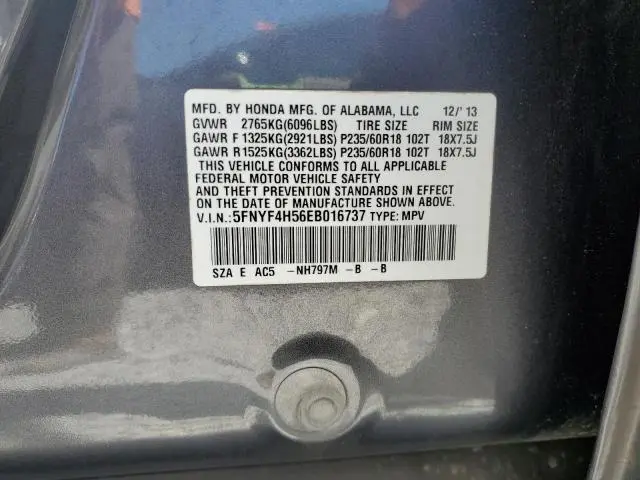 MFD. BY HONDA MFG. OF ALABAMA, LLC 12/'13
GVWR 2765KG(6096LBS) TIRE SIZE RIM SIZE
GAWR F 1325KG(2921LBS) P235/60R18 102T 18X7.5J
GAWR R 1525KG(3362LBS) P235/60R18 102T 18X7.5J
THIS VEHICLE CONFORMS TO ALL APPLICABLE
FEDERAL MOTOR VEHICLE SAFETY
AND THEFT PREVENTION STANDARDS IN EFFECT
ON THE DATE OF MANUFACTURE SHOWN ABOVE.
V.I.N.: 5FNYF4H56EB016737 TYPE: MPV
SZA E AC5 -NH797M -B -B